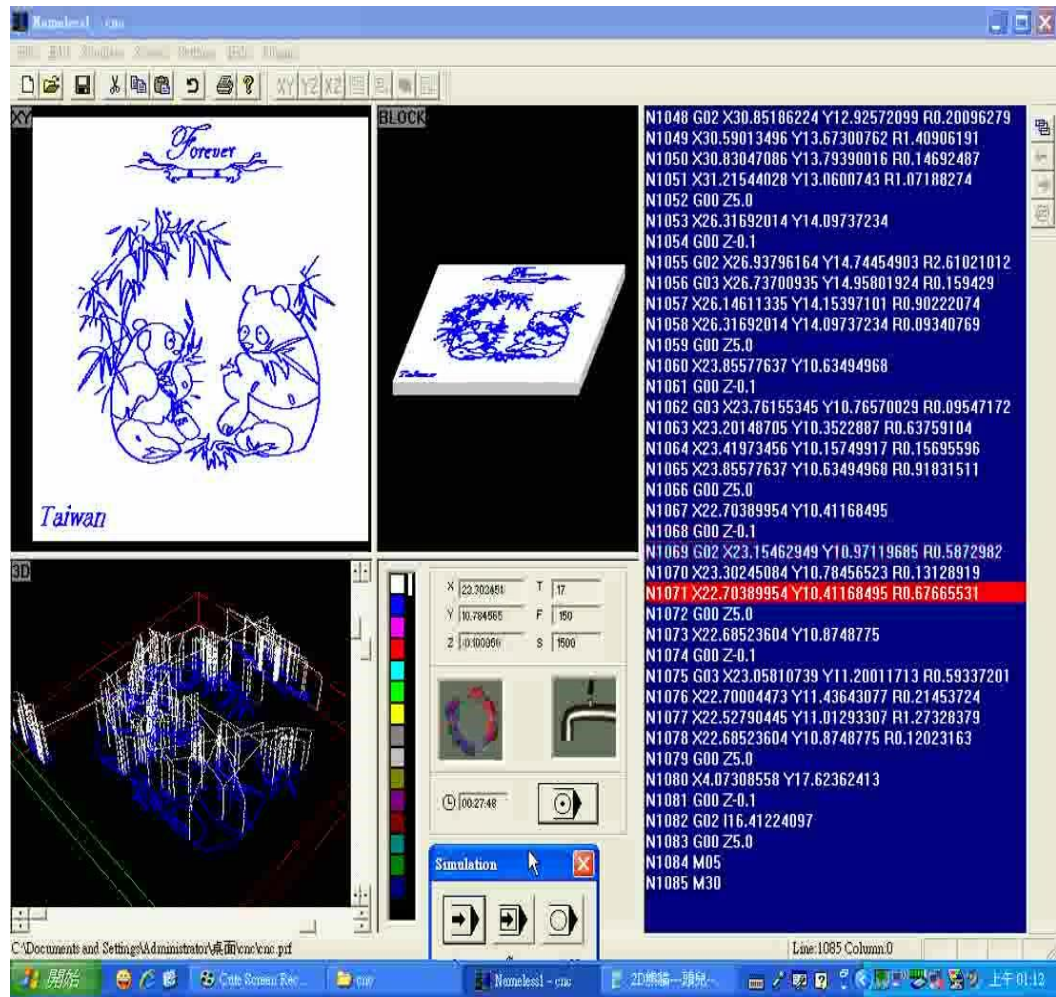 Nameless1 - cnc
XY
Forever
Taiwan
BLOCK
Taiwan
3D
X 22.302451 T 17
Y 10.784565 F 150
Z -0.100000 S 1500
00:27:48
Simulation
N1048 G02 X30.85186224 Y12.92572099 R0.20096279
N1049 X30.59013496 Y13.67300762 R1.40906191
N1050 X30.83047086 Y13.79390016 R0.14692487
N1051 X31.21544028 Y13.0600743 R1.07188274
N1052 G00 Z5.0
N1053 X26.31692014 Y14.09737234
N1054 G00 Z-0.1
N1055 G02 X26.93796164 Y14.74454903 R2.61021012
N1056 G03 X26.73700935 Y14.95801924 R0.159429
N1057 X26.14611335 Y14.15397101 R0.90222074
N1058 X26.31692014 Y14.09737234 R0.09340769
N1059 G00 Z5.0
N1060 X23.85577637 Y10.63494968
N1061 G00 Z-0.1
N1062 G03 X23.76155345 Y10.76570029 R0.09547172
N1063 X23.20148705 Y10.3522887 R0.63759104
N1064 X23.41973456 Y10.15749917 R0.15695596
N1065 X23.85577637 Y10.63494968 R0.91831511
N1066 G00 Z5.0
N1067 X22.70389954 Y10.41168495
N1068 G00 Z-0.1
N1069 G02 X23.15462949 Y10.97119685 R0.5872982
N1070 X23.30245084 Y10.78456523 R0.13128919
N1071 X22.70389954 Y10.41168495 R0.67665531
N1072 G00 Z5.0
N1073 X22.68523604 Y10.8748775
N1074 G00 Z-0.1
N1075 G03 X23.05810739 Y11.20011713 R0.59337201
N1076 X22.70004473 Y11.43643077 R0.21453724
N1077 X22.52790445 Y11.01293307 R1.27328379
N1078 X22.68523604 Y10.8748775 R0.12023163
N1079 G00 Z5.0
N1080 X4.07308558 Y17.62362413
N1081 G00 Z-0.1
N1082 G02 I16.41224097
N1083 G00 Z5.0
N1084 M05
N1085 M30
C:\Documents and Settings\Administrator\桌面\cnc\cnc.prf
Line:1085 Column:0
開始
Cute Screen Rec...
cnc
Nameless1 - cnc
上午 01:12